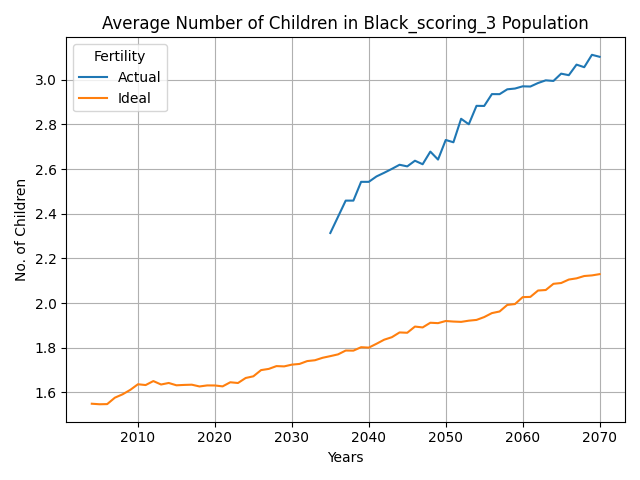 Average Number of Children in Black_scoring_3 Population
Fertility
Actual
Ideal
3.0
2.8
2.6
2.4
2.2
2.0
1.8
1.6
No. of Children
2010 2020 2030 2040 2050 2060 2070
Years